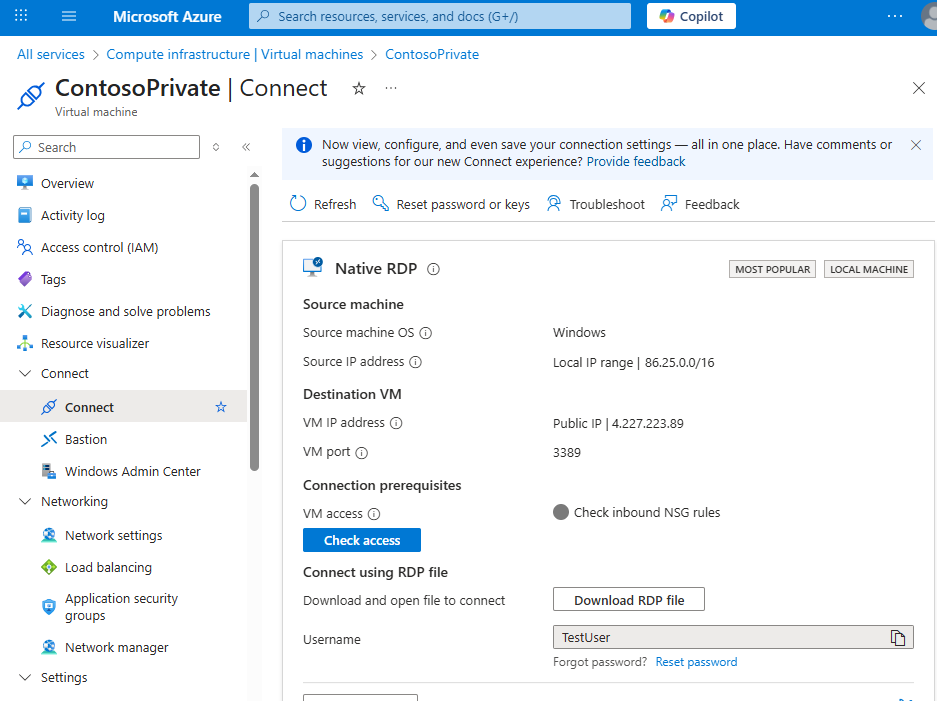 Microsoft Azure
Search resources, services, and docs (G+/)
Copilot
...
All services > Compute infrastructure | Virtual machines > ContosoPrivate
ContosoPrivate | Connect
...
Virtual machine
Search
Overview
Activity log
Access control (IAM)
Tags
Diagnose and solve problems
Resource visualizer
Connect
Connect
Bastion
Windows Admin Center
Networking
Network settings
Load balancing
Application security
groups
Network manager
Settings
Now view, configure, and even save your connection settings — all in one place. Have comments or
suggestions for our new Connect experience? Provide feedback
Refresh
Reset password or keys
Troubleshoot
Feedback
Native RDP
MOST POPULAR
LOCAL MACHINE
Source machine
Source machine OS
Windows
Source IP address
Local IP range | 86.25.0.0/16
Destination VM
VM IP address
Public IP | 4.227.223.89
VM port
3389
Connection prerequisites
VM access
Check inbound NSG rules
Check access
Connect using RDP file
Download and open file to connect
Download RDP file
Username
TestUser
Forgot password? Reset password